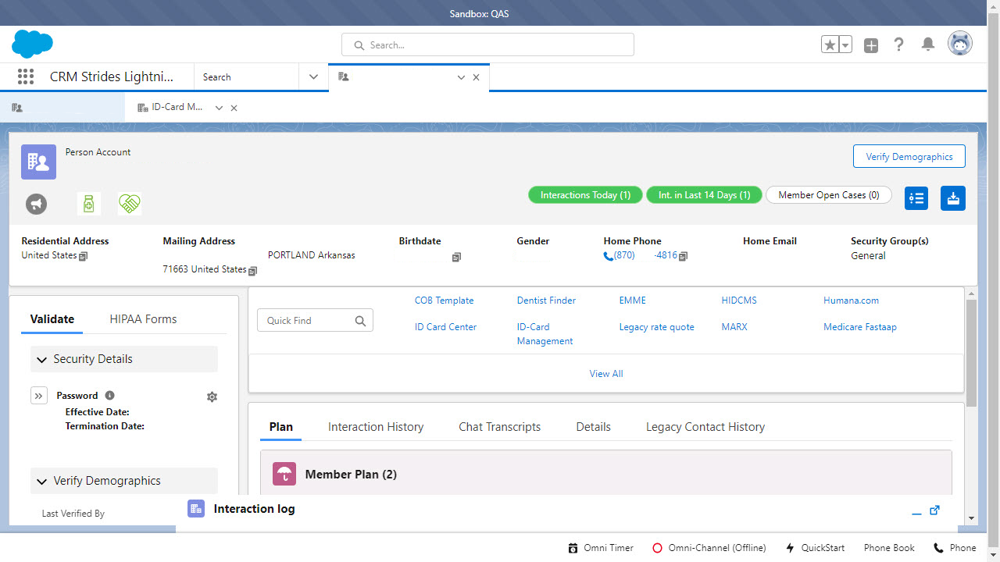 Sandbox: QAS
Search...
CRM Strides Lightni...
Search
ID-Card M...
Person Account
Verify Demographics
Interactions Today (1)
Int. in Last 14 Days (1)
Member Open Cases (0)
Residential Address
United States
Mailing Address
PORTLAND Arkansas
71663 United States
Birthdate
Gender
Home Phone
(870) -4816
Home Email
Security Group(s)
General
Validate
HIPAA Forms
Security Details
Password
Effective Date:
Termination Date:
Verify Demographics
Last Verified By
Quick Find
COB Template
Dentist Finder
EMME
HIDCMS
Humana.com
ID Card Center
ID-Card
Management
Legacy rate quote
MARX
Medicare Fastaap
View All
Plan
Interaction History
Chat Transcripts
Details
Legacy Contact History
Member Plan (2)
Interaction log
Omni Timer
Omni-Channel (Offline)
QuickStart
Phone Book
Phone